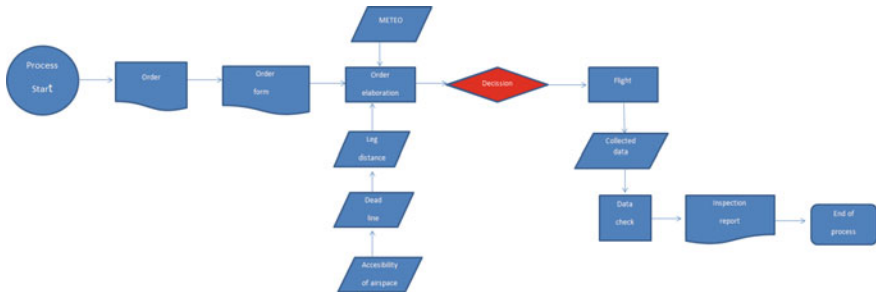 METEO
Process
Start
Order
Order
form
Order
elaboration
Decission
Flight
Leg
distance
Collected
data
Dead
line
Data
check
Inspection
report
End of
process
Accesibility
of airspace